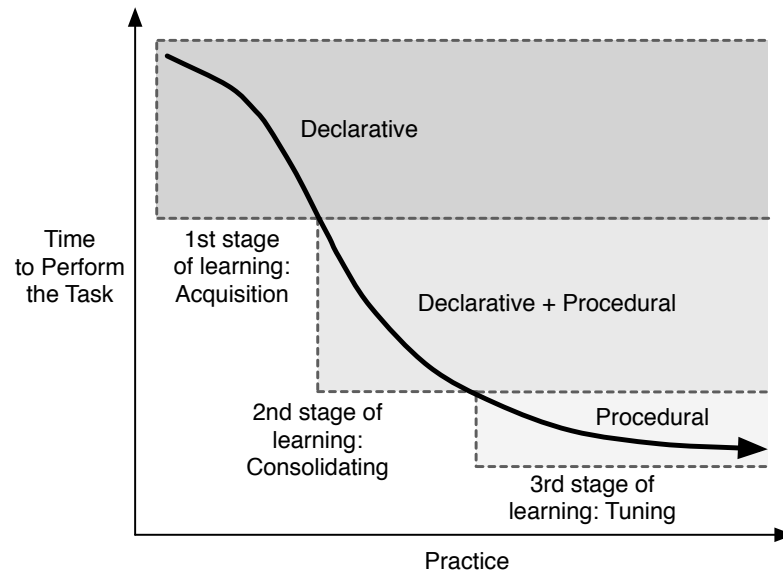 Declarative
Time
to Perform
the Task
1st stage
of learning:
Acquisition
Declarative + Procedural
2nd stage of
learning:
Consolidating
Procedural
3rd stage of
learning: Tuning
Practice